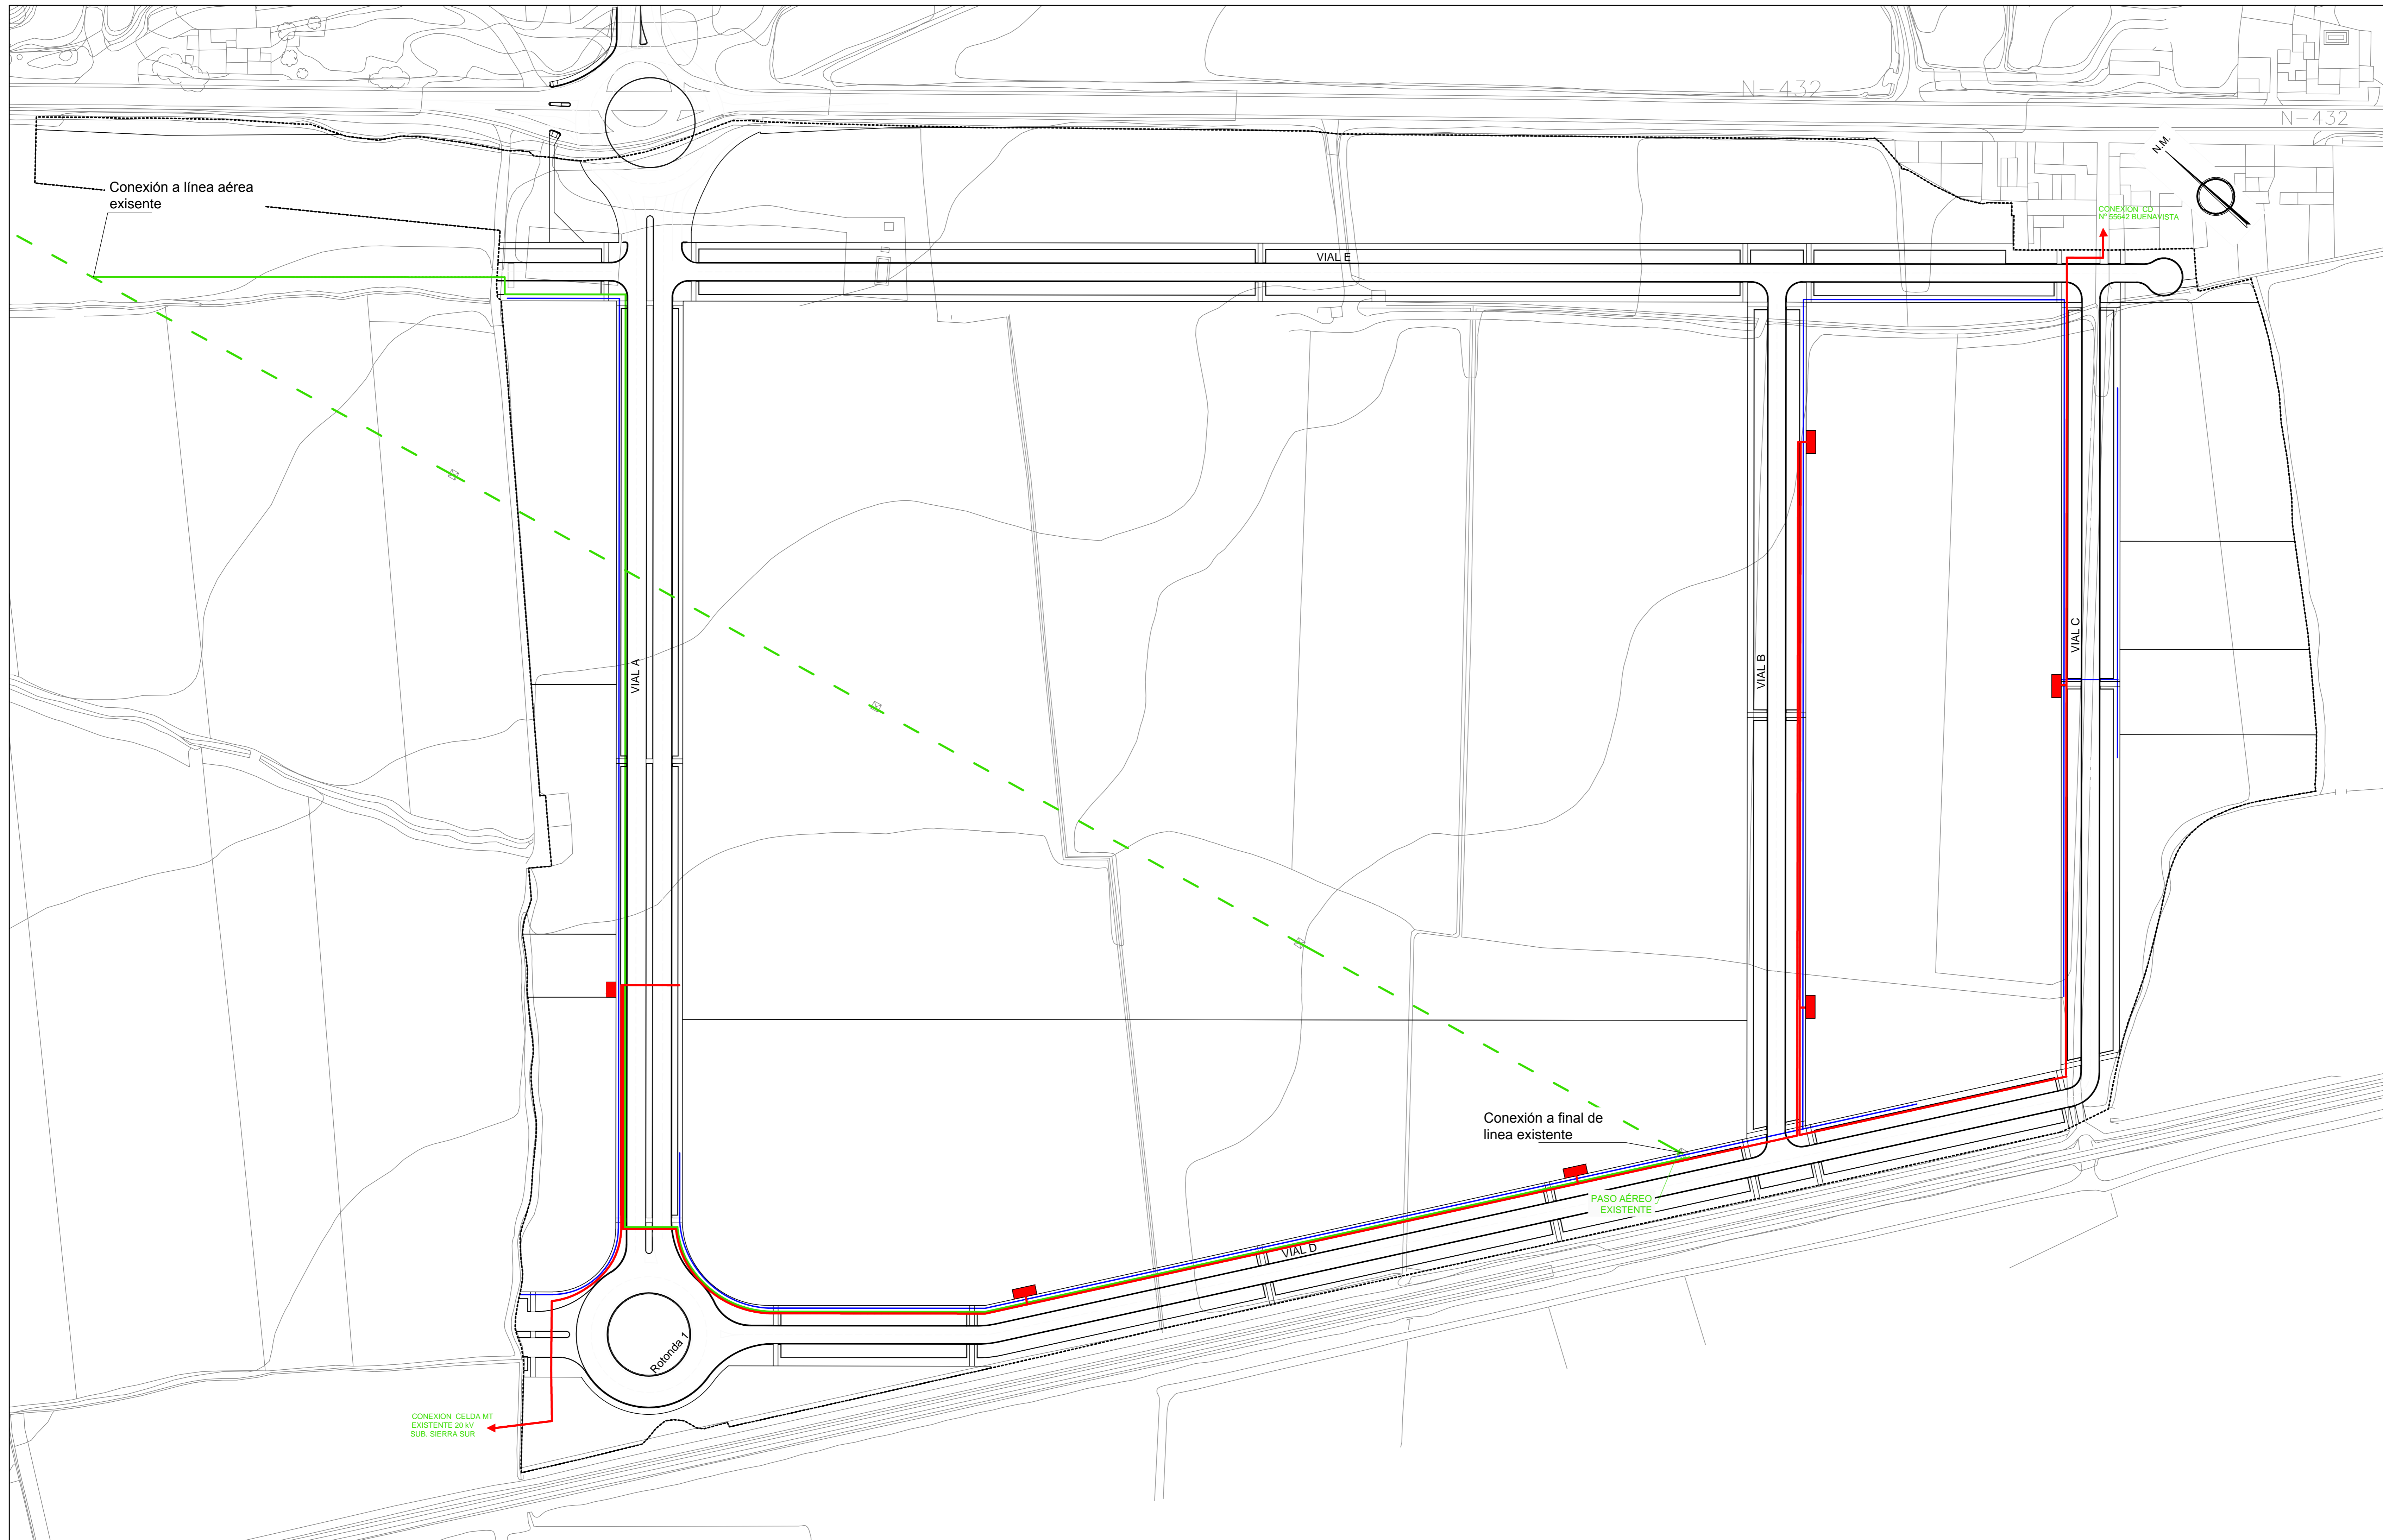 N-432
N-432
N.M.
Conexión a línea aérea
exisente
CONEXION CD
Nº 55642 BUENAVISTA
VIAL E
VIAL A
VIAL B
VIAL C
Conexión a final de
linea existente
PASO AÉREO
EXISTENTE
VIAL D
Rotonda 1
CONEXION CELDA MT
EXISTENTE 20 kV
SUB. SIERRA SUR